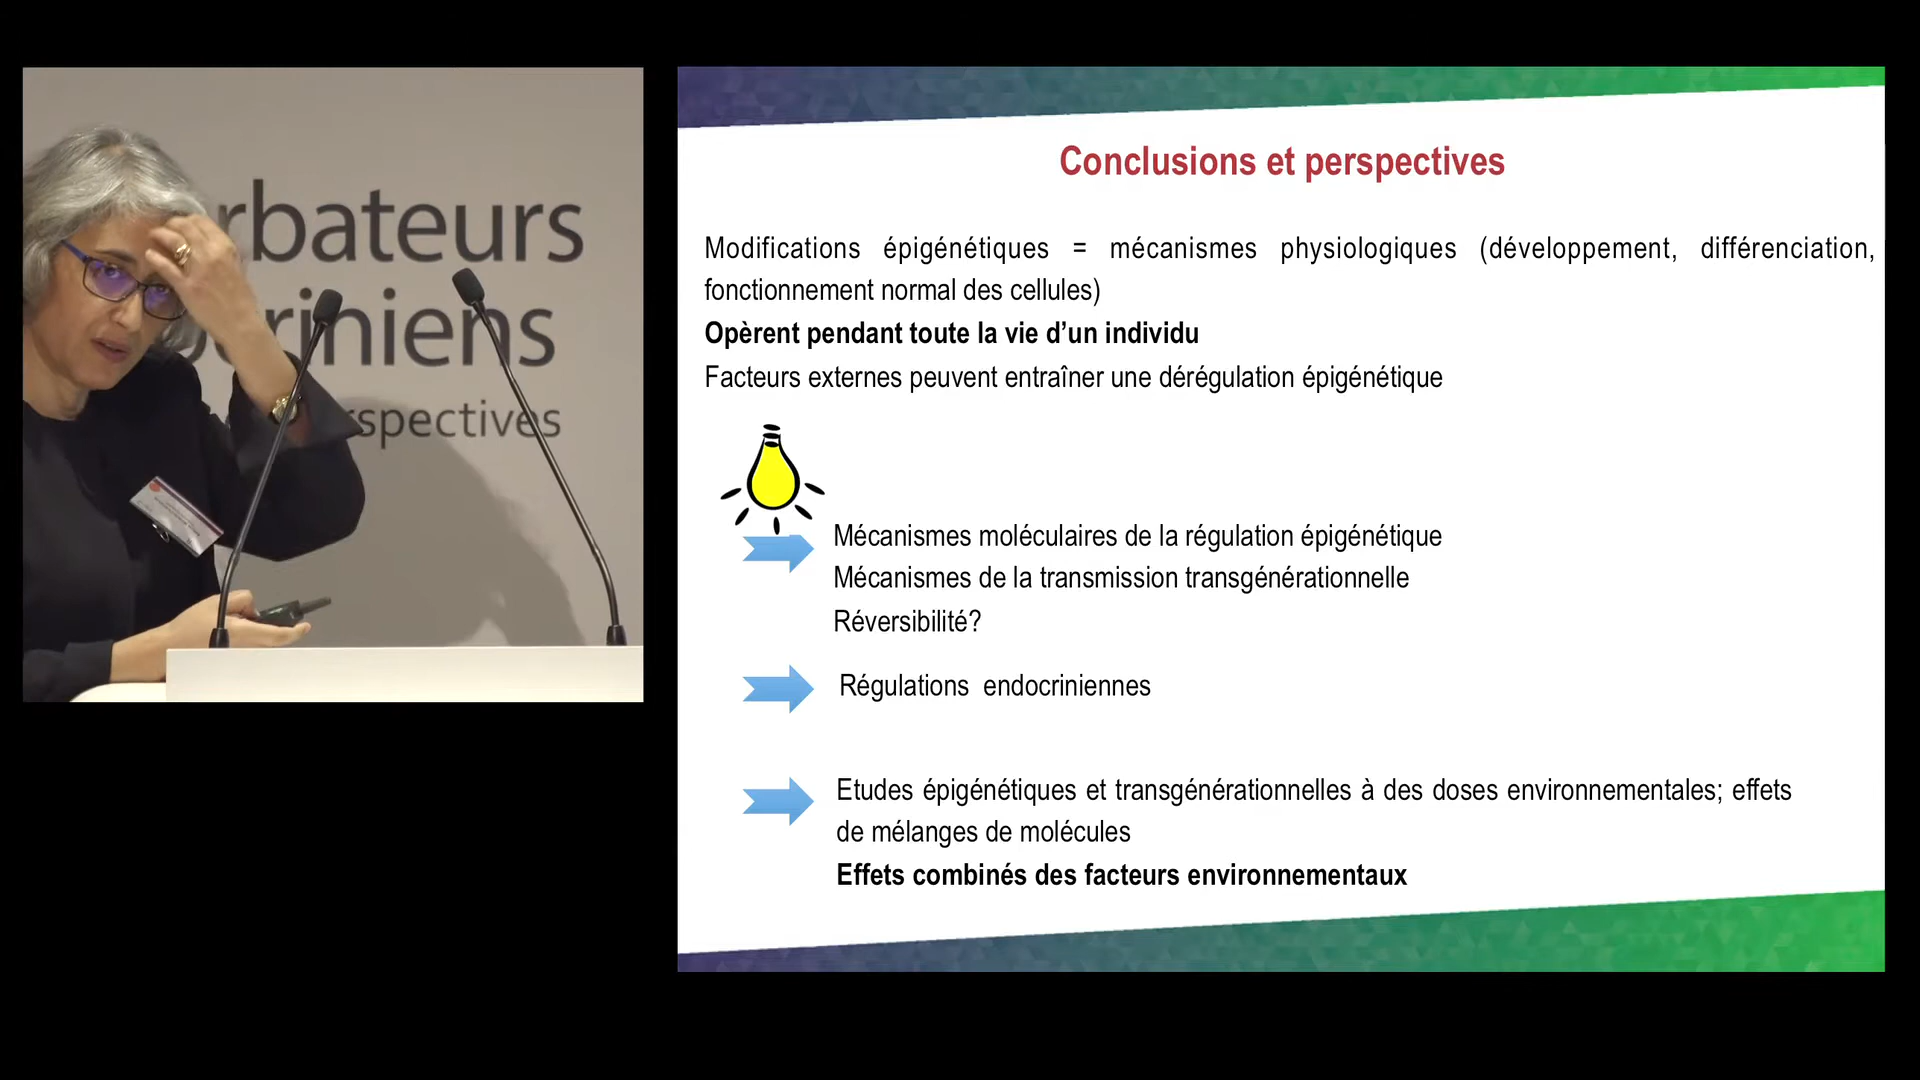 rbateurs
riniens
spectives
Conclusions et perspectives
Modifications épigénétiques = mécanismes physiologiques (développement, différenciation,
fonctionnement normal des cellules)
Opèrent pendant toute la vie d’un individu
Facteurs externes peuvent entraîner une dérégulation épigénétique
Mécanismes moléculaires de la régulation épigénétique
Mécanismes de la transmission transgénérationnelle
Réversibilité?
Régulations endocriniennes
Etudes épigénétiques et transgénérationnelles à des doses environnementales; effets
de mélanges de molécules
Effets combinés des facteurs environnementaux